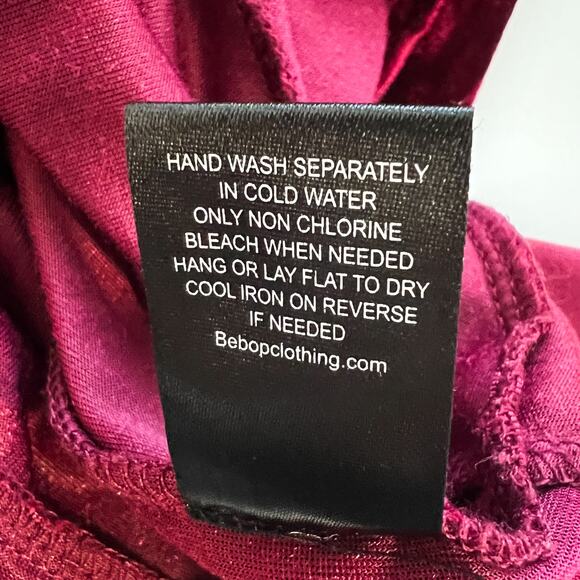 HAND WASH SEPARATELY
IN COLD WATER
ONLY NON CHLORINE
BLEACH WHEN NEEDED
HANG OR LAY FLAT TO DRY
COOL IRON ON REVERSE
IF NEEDED
Bebopclothing.com